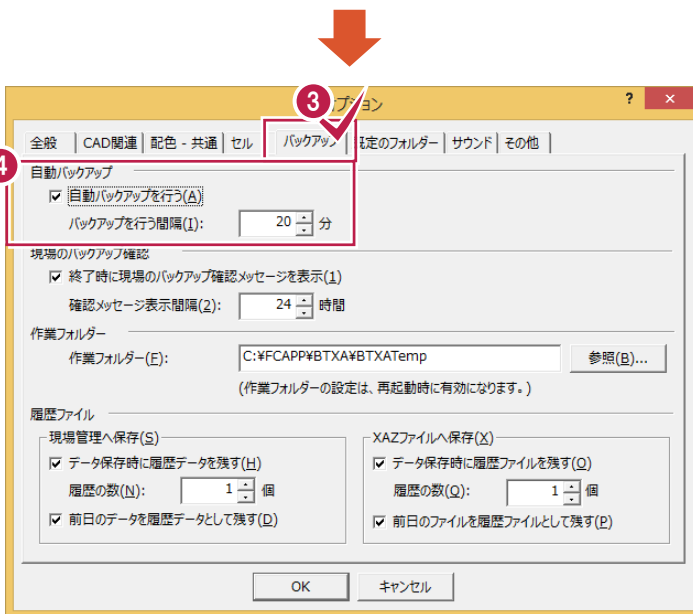 3
プション
?
×
全般
CAD関連
配色 - 共通
セル
バックアップ
定のフォルダー
サウンド
その他
4
自動バックアップ
自動バックアップを行う(A)
バックアップを行う間隔(I): 20 分
現場のバックアップ確認
終了時に現場のバックアップ確認メッセージを表示(1)
確認メッセージ表示間隔(2): 24 時間
作業フォルダー
作業フォルダー(F): C:¥FCAPP¥BTXA¥BTXATemp 参照(B)...
(作業フォルダーの設定は、再起動時に有効になります。)
履歴ファイル
現場管理へ保存(S)
データ保存時に履歴データを残す(H)
履歴の数(N): 1 個
前日のデータを履歴データとして残す(D)
XAZファイルへ保存(X)
データ保存時に履歴ファイルを残す(O)
履歴の数(Q): 1 個
前日のファイルを履歴ファイルとして残す(P)
OK
キャンセル